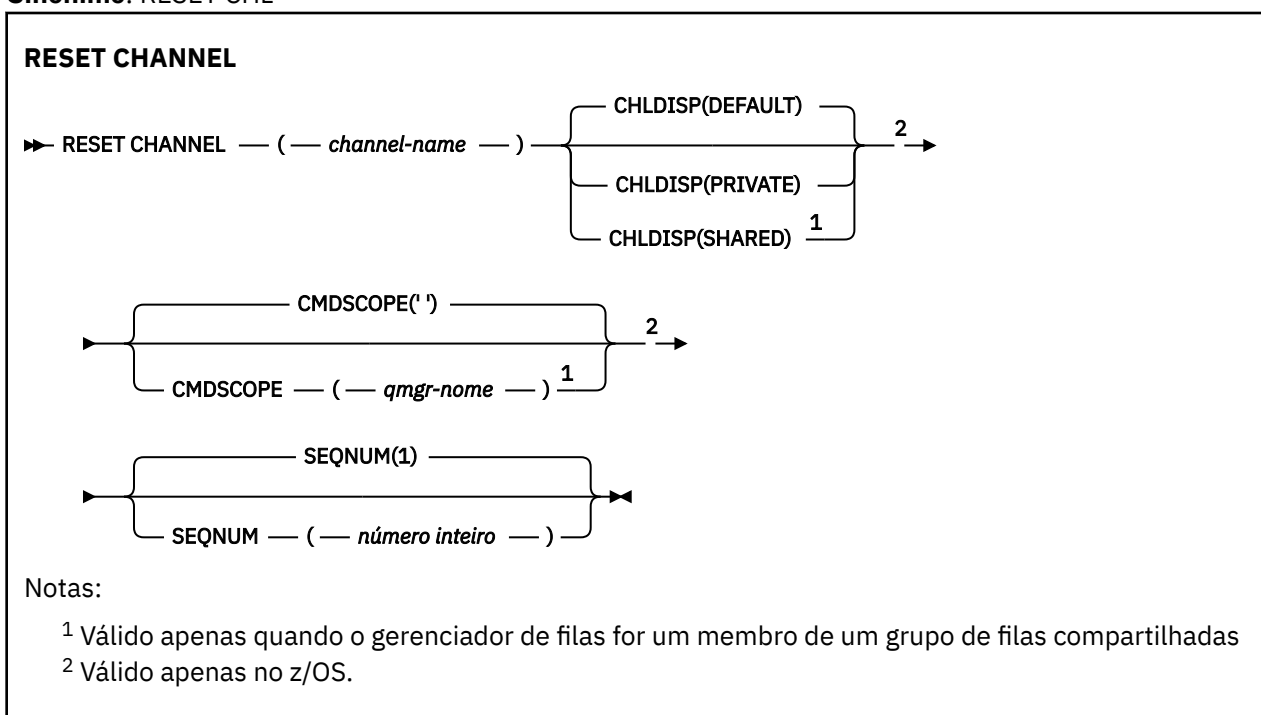 RESET CHANNEL
CHLDISP(DEFAULT)
RESET CHANNEL ( channel-name ) 2
CHLDISP(PRIVATE)
CHLDISP(SHARED) 1
CMDSCOPE(' ')
2
CMDSCOPE ( qmgr-nome ) 1
SEQNUM(1)
SEQNUM ( número inteiro )
Notas:
1 Válido apenas quando o gerenciador de filas for um membro de um grupo de filas compartilhadas
2 Válido apenas no z/OS.